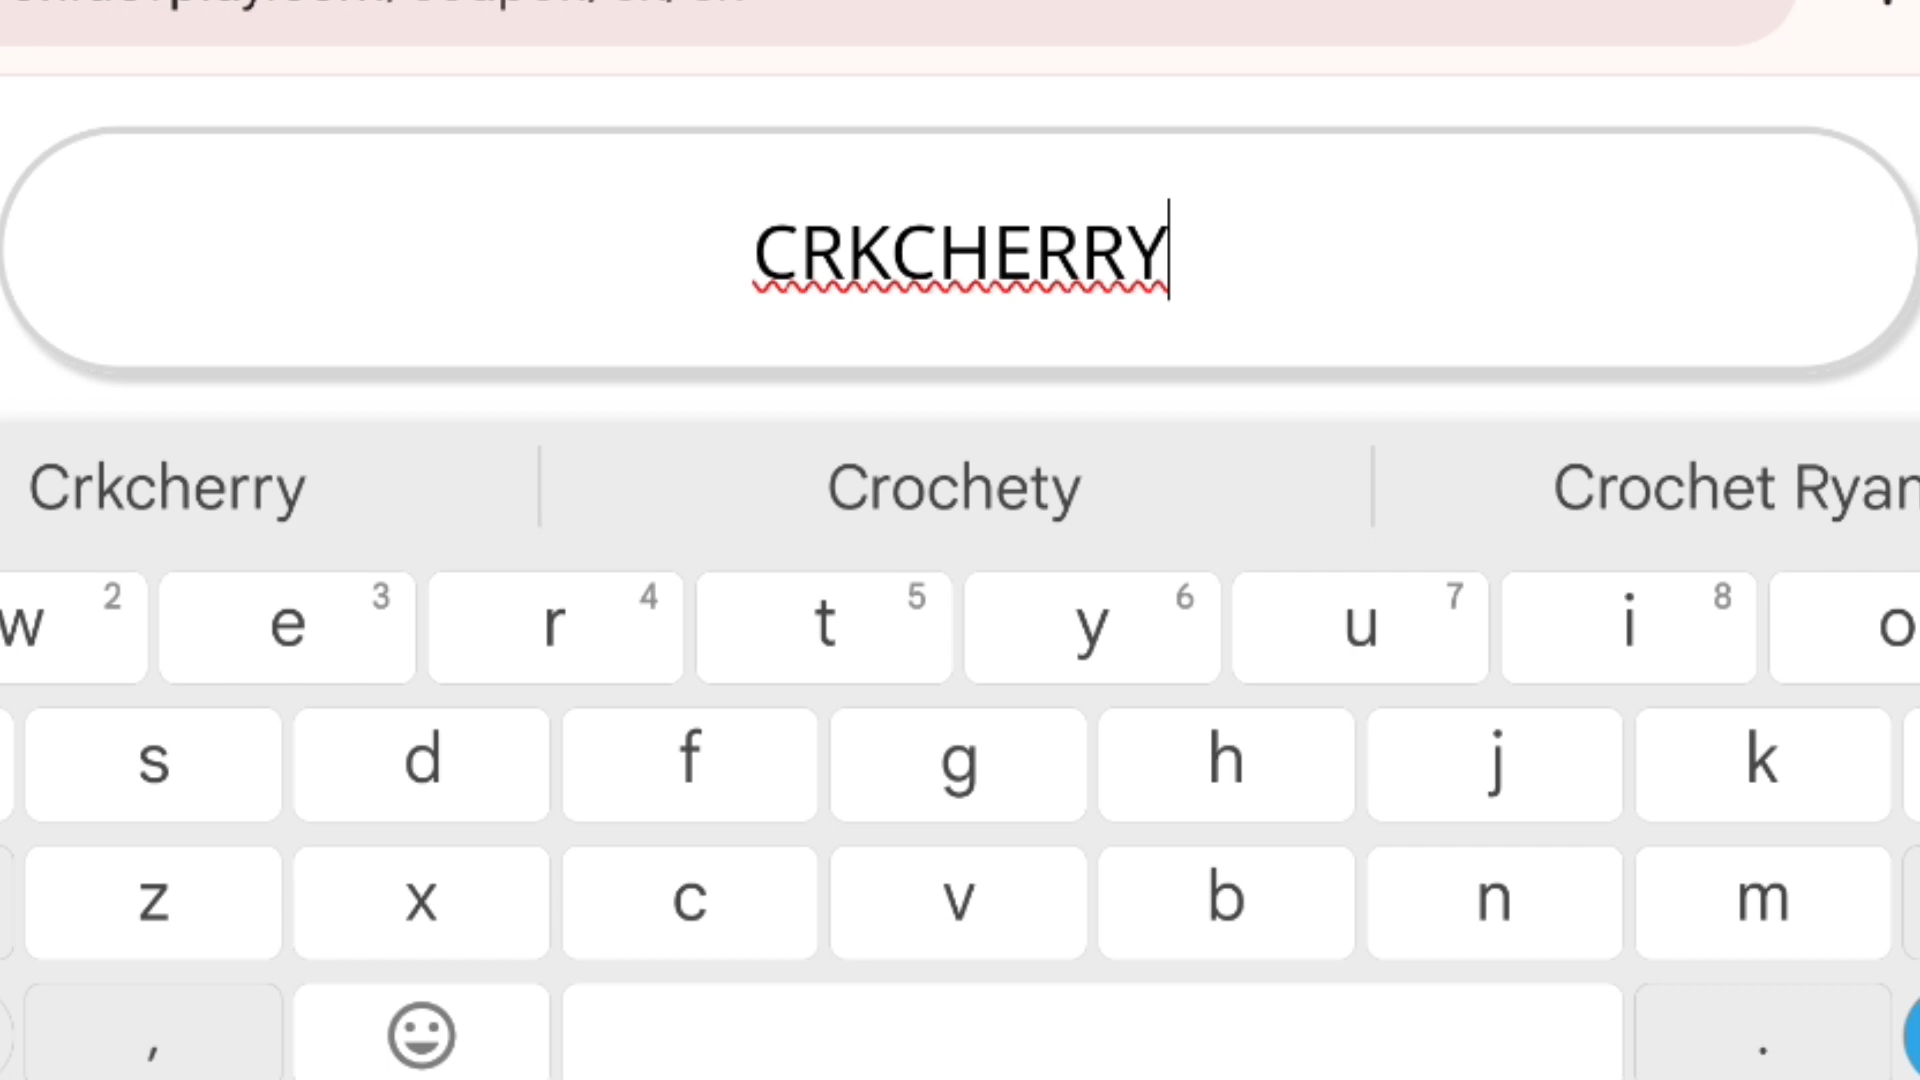 CRKCHERRY
Crkcherry Crochety Crochet Ryan
w 2 e 3 r 4 t 5 y 6 u 7 i 8 o
s d f g h j k
z x c v b n m
, .